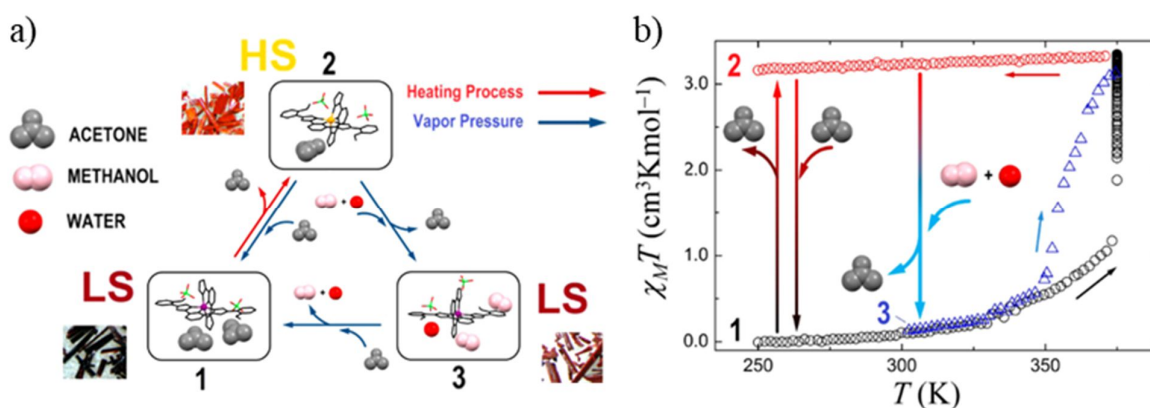 a)
HS
2
ACETONE
METHANOL
WATER
Heating Process
Vapor Pressure
+
LS
+
LS
1
3
b)
χ_M T (cm³Kmol⁻¹)
3.0
2.0
1.0
0.0
2
+
3
1
250
300
350
T (K)